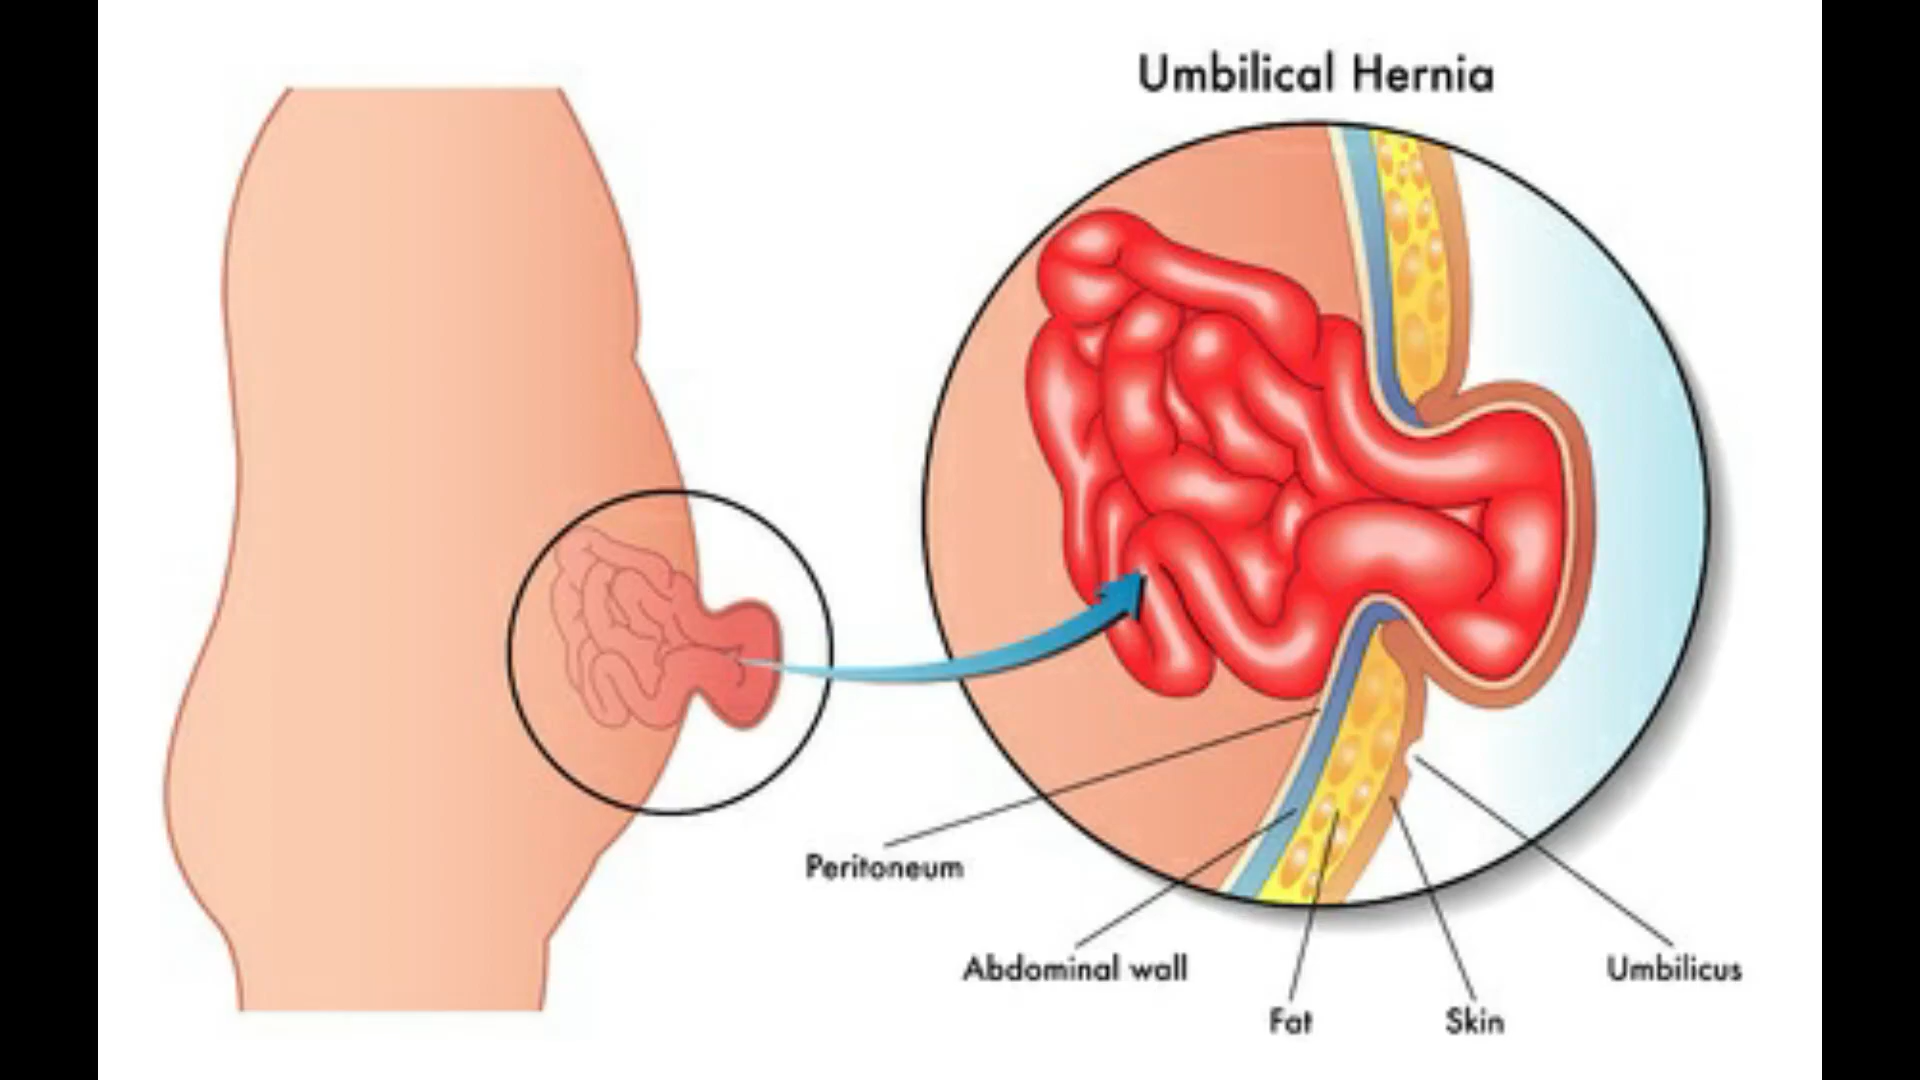 Umbilical Hernia
Peritoneum
Abdominal wall
Umbilicus
Fat
Skin